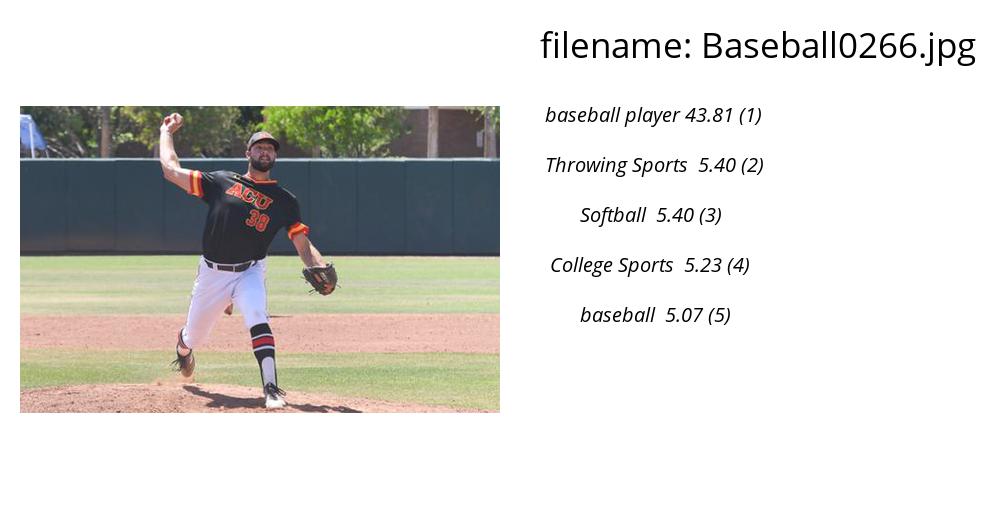 filename: Baseball0266.jpg
baseball player 43.81 (1)
Throwing Sports 5.40 (2)
Softball 5.40 (3)
College Sports 5.23 (4)
baseball 5.07 (5)
ACU
38